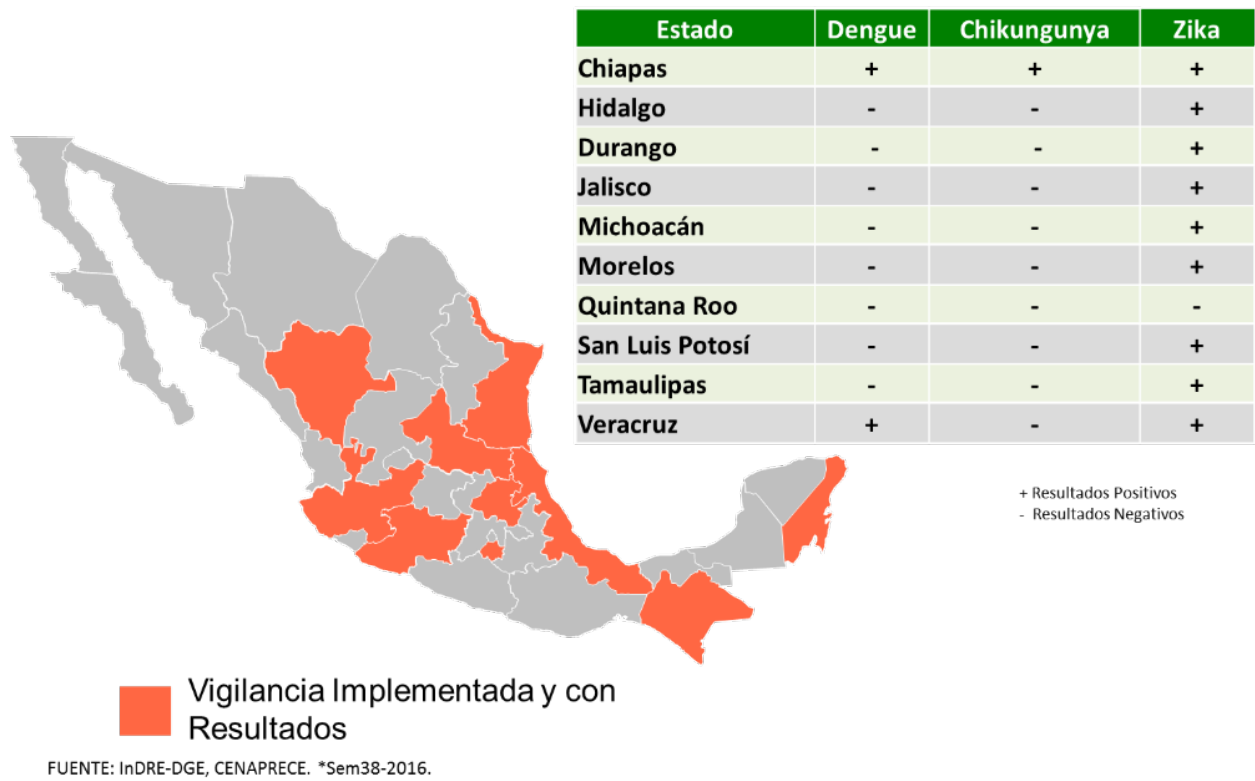 Estado Dengue Chikungunya Zika
Chiapas + + +
Hidalgo - - +
Durango - - +
Jalisco - - +
Michoacán - - +
Morelos - - +
Quintana Roo - - -
San Luis Potosí - - +
Tamaulipas - - +
Veracruz + - +
+ Resultados Positivos
- Resultados Negativos
Vigilancia Implementada y con
Resultados
FUENTE: InDRE-DGE, CENAPRECE. *Sem38-2016.